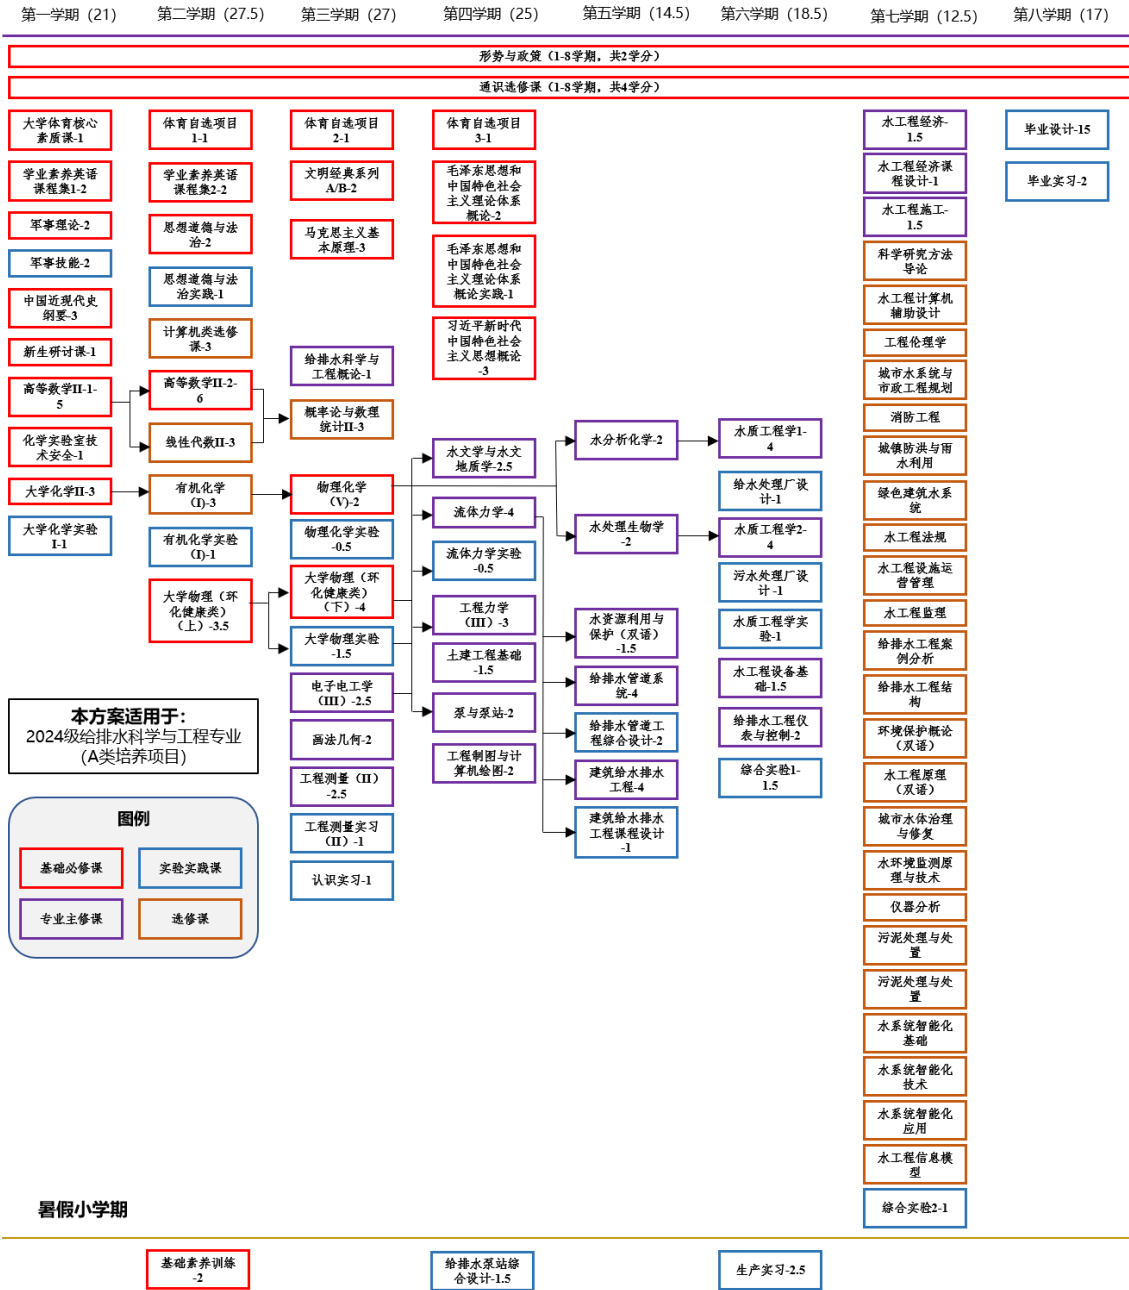 第一学期（21）
第二学期（27.5）
第三学期（27）
第四学期（25）
第五学期（14.5）
第六学期（18.5）
第七学期（12.5）
第八学期（17）
形势与政策（1-8学期，共2学分）
通识选修课（1-8学期，共4学分）
大学体育核心
素质课-1
学业素养英语
课程集1-2
军事理论-2
军事技能-2
中国近现代史
纲要-3
新生研讨课-1
高等数学II-1-
5
化学实验室技
术安全-1
大学化学II-3
大学化学实验
I-1
体育自选项目
1-1
学业素养英语
课程集2-2
思想道德与法
治-2
思想道德与法
治实践-1
计算机类选修
课-3
高等数学II-2-
6
线性代数II-3
有机化学
（I)-3
有机化学实验
（I)-1
大学物理（环
化健康类）
（上）-3.5
体育自选项目
2-1
文明经典系列
A/B-2
马克思主义基
本原理-3
给排水科学与
工程概论-1
概率论与数理
统计II-3
物理化学
（V)-2
物理化学实验
-0.5
大学物理（环
化健康类）
（下）-4
大学物理实验
-1.5
电子电工学
（III）-2.5
画法几何-2
工程测量（II）
-2.5
工程测量实习
（II）-1
认识实习-1
体育自选项目
3-1
毛泽东思想和
中国特色社会
主义理论体系
概论-2
毛泽东思想和
中国特色社会
主义理论体系
概论实践-1
习近平新时代
中国特色社会
主义思想概论
-3
水文学与水文
地质学-2.5
流体力学-4
流体力学实验
-0.5
工程力学
（III）-3
土建工程基础
-1.5
泵与泵站-2
工程制图与计
算机绘图-2
水分析化学-2
水处理生物学
-2
水资源利用与
保护（双语）
-1.5
给排水管道系
统-4
给排水管道工
程综合设计-2
建筑给水排水
工程-4
建筑给水排水
工程课程设计
-1
水质工程学1-
4
给水处理厂设
计-1
水质工程学2-
4
污水处理厂设
计-1
水质工程学实
验-1
水工程设备基
础-1.5
给排水工程仪
表与控制-2
综合实验1-
1.5
水工程经济-
1.5
水工程经济课
程设计-1
水工程施工-
1.5
科学研究方法
导论
水工程计算机
辅助设计
工程伦理学
城市水系统与
市政工程规划
消防工程
城镇防洪与雨
水利用
绿色建筑水系
统
水工程法规
水工程设施运
营管理
水工程监理
给排水工程案
例分析
给排水工程结
构
环境保护概论
（双语）
水工程原理
（双语）
城市水体治理
与修复
水环境监测原
理与技术
仪器分析
污泥处理与处
置
污泥处理与处
置
水系统智能化
基础
水系统智能化
技术
水系统智能化
应用
水工程信息模
型
综合实验2-1
毕业设计-15
毕业实习-2
本方案适用于：
2024级给排水科学与工程专业
（A类培养项目）
图例
基础必修课
实验实践课
专业主修课
选修课
暑假小学期
基础素养训练
-2
给排水泵站综
合设计-1.5
生产实习-2.5